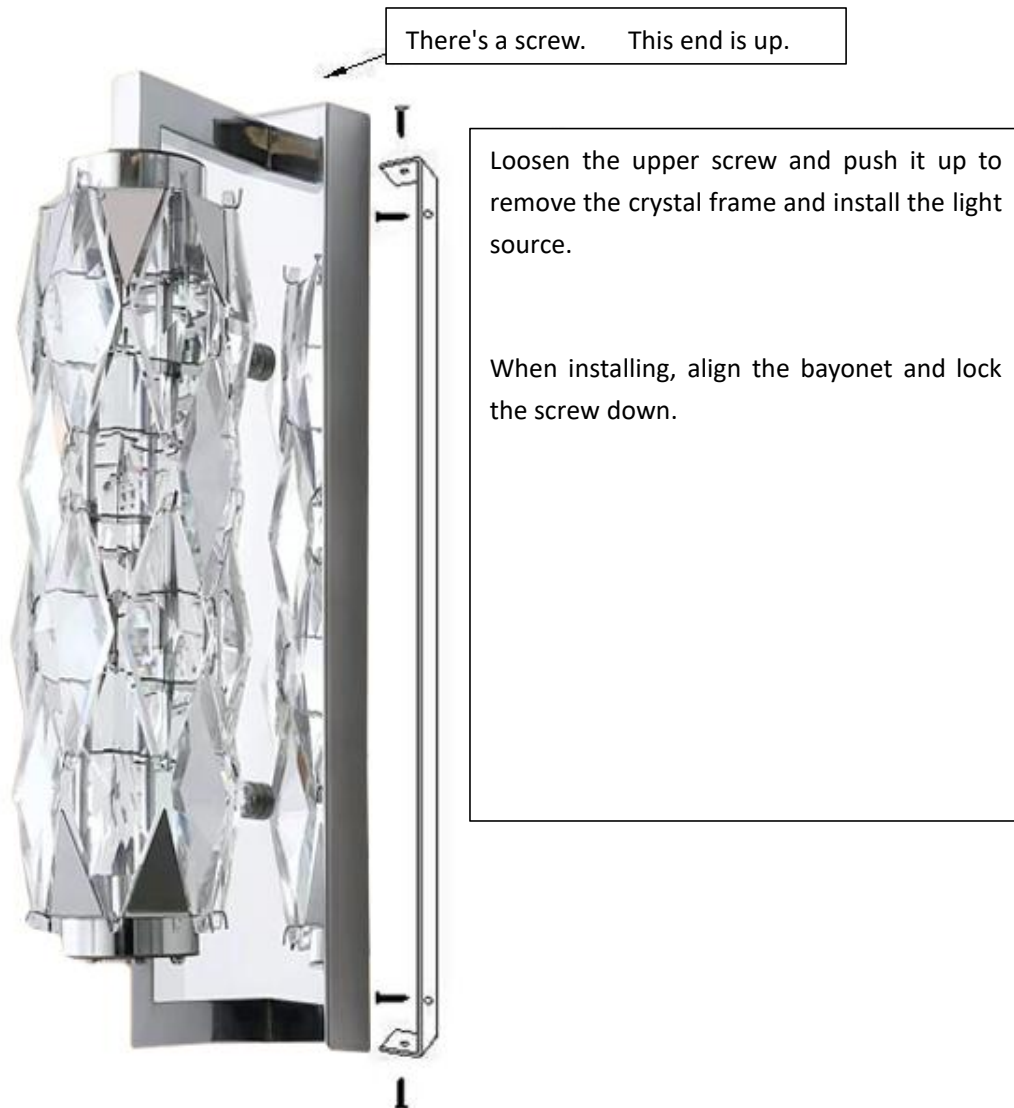 There's a screw. This end is up.
Loosen the upper screw and push it up to
remove the crystal frame and install the light
source.
When installing, align the bayonet and lock
the screw down.